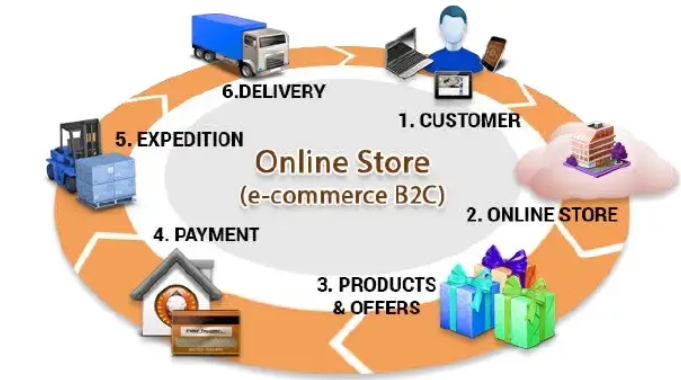 6.DELIVERY
1. CUSTOMER
5. EXPEDITION
Online Store
(e-commerce B2C)
2. ONLINE STORE
4. PAYMENT
3. PRODUCTS
& OFFERS